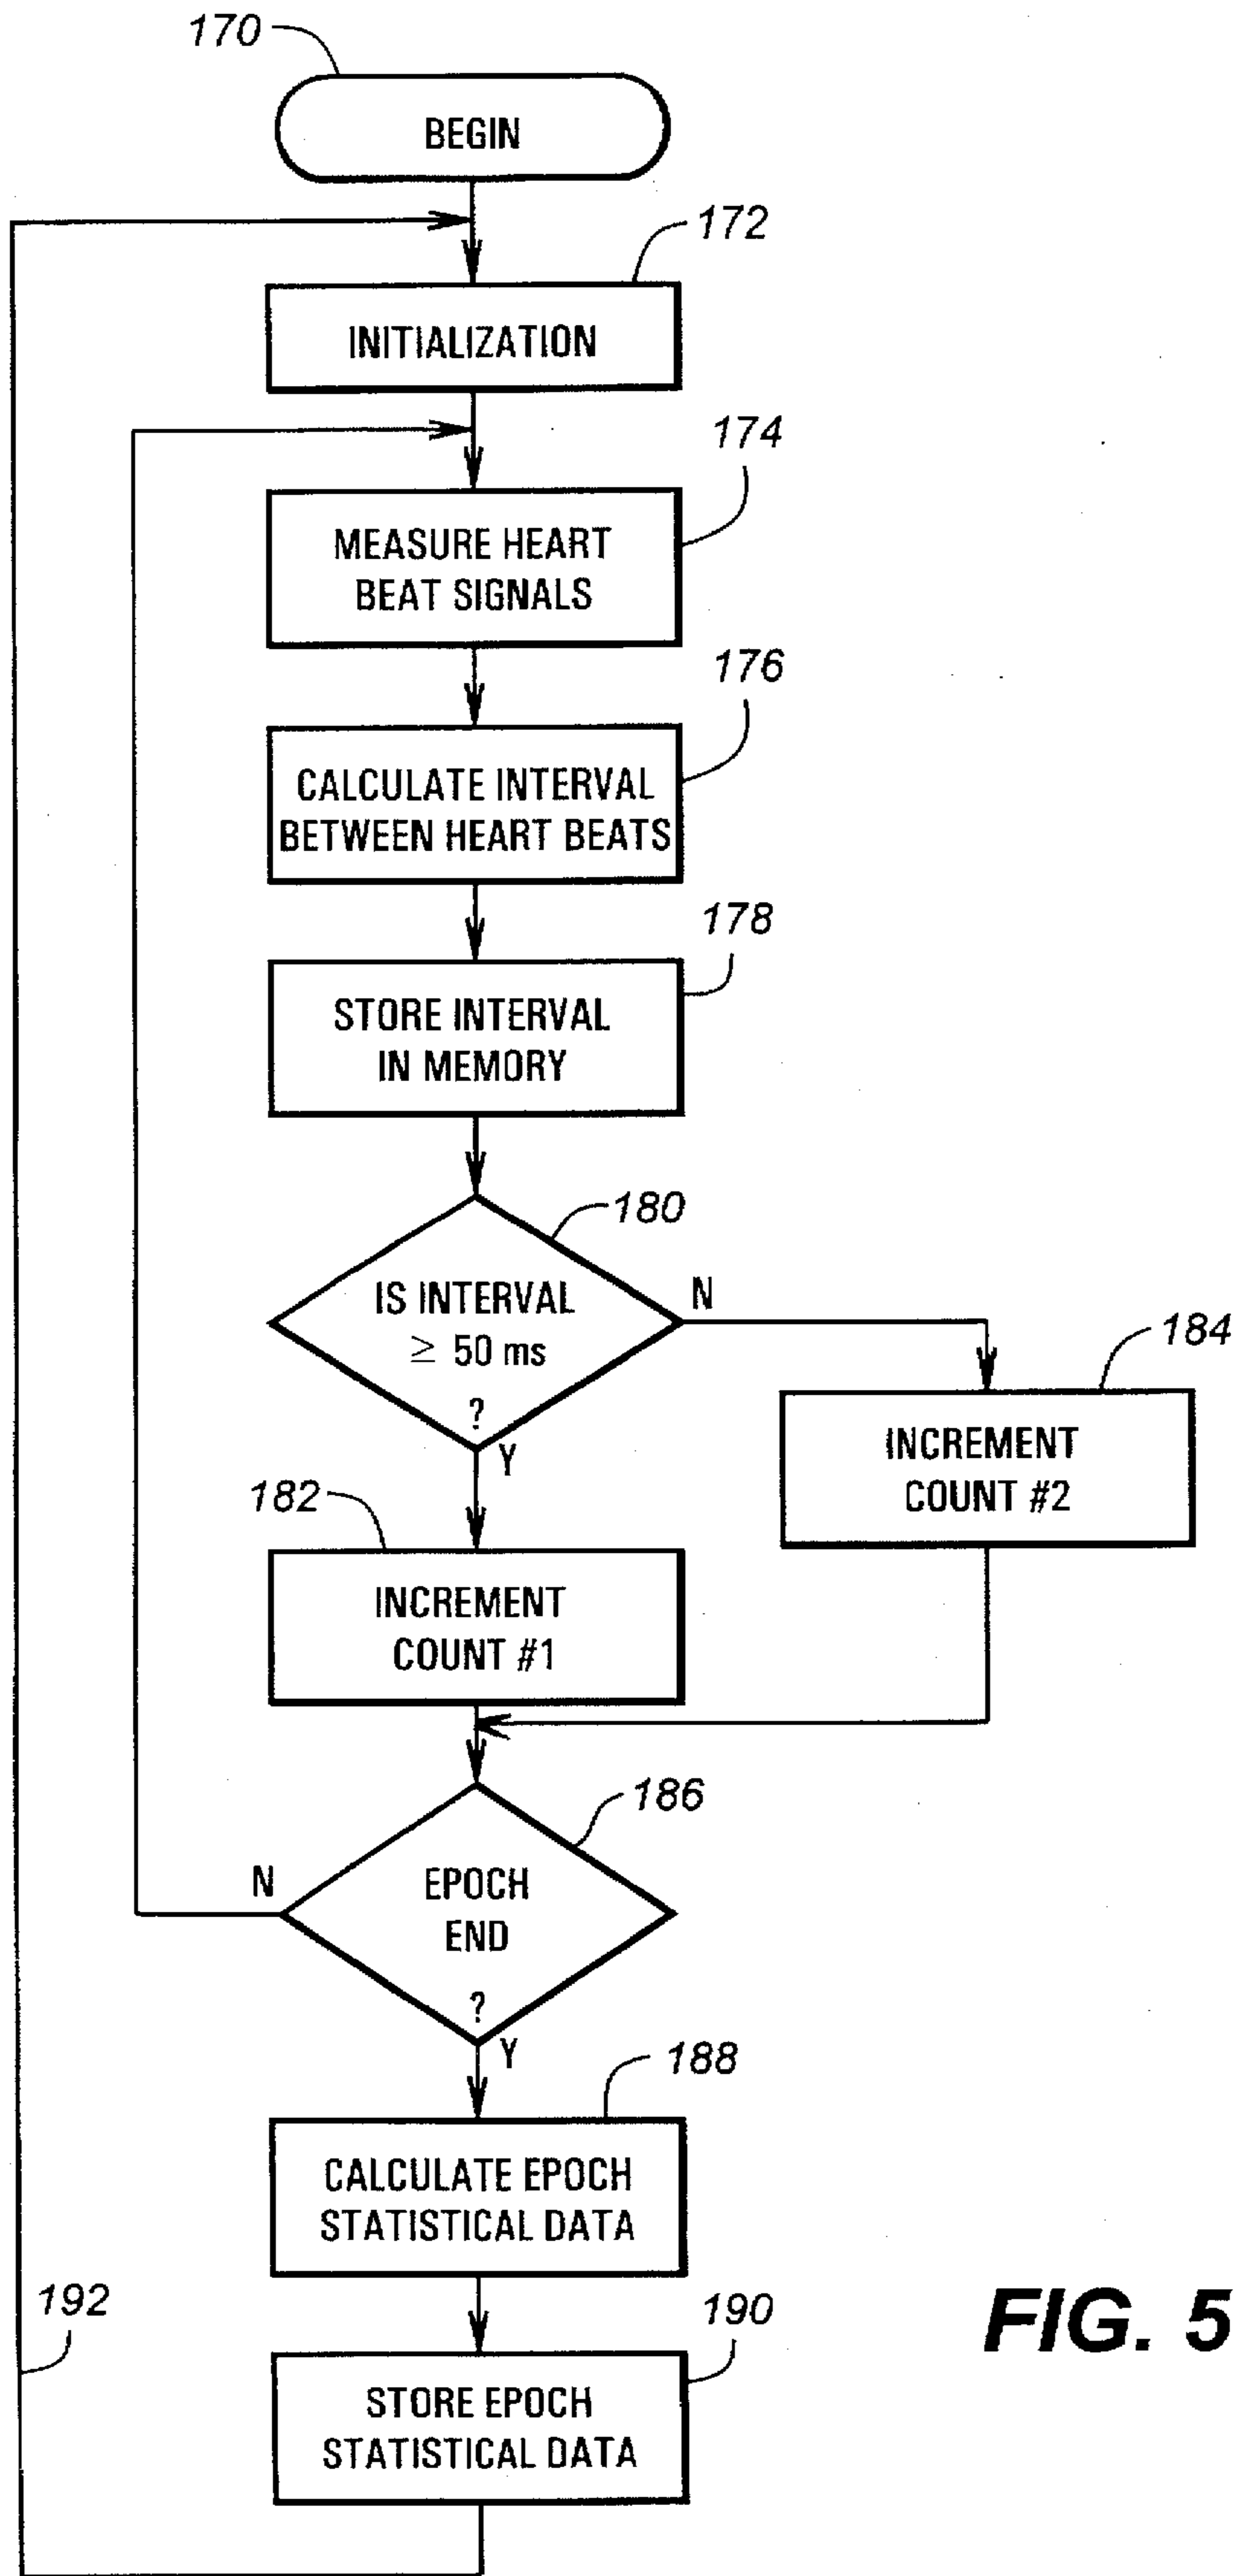 170
BEGIN
172
INITIALIZATION
174
MEASURE HEART
BEAT SIGNALS
176
CALCULATE INTERVAL
BETWEEN HEART BEATS
178
STORE INTERVAL
IN MEMORY
180
IS INTERVAL
≥ 50 ms
?
N
Y
184
INCREMENT
COUNT #2
182
INCREMENT
COUNT #1
186
EPOCH
END
?
N
Y
188
CALCULATE EPOCH
STATISTICAL DATA
192
190
STORE EPOCH
STATISTICAL DATA
FIG. 5